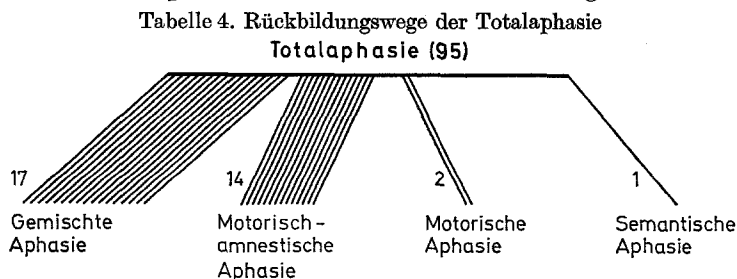 Tabelle 4. Rückbildungswege der Totalaphasie
Totalaphasie (95)
17
14
2
1
Gemischte Aphasie
Motorisch-amnestische Aphasie
Motorische Aphasie
Semantische Aphasie